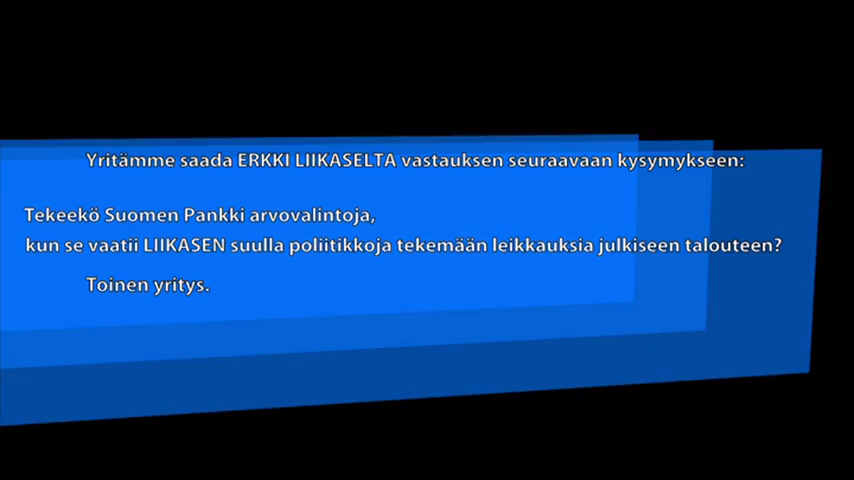 Yritämme saada ERKKI LIIKASELTA vastauksen seuraavaan kysymykseen:
Tekeekö Suomen Pankki arvovalintoja,
kun se vaatii LIIKASEN suulla poliitikkoja tekemään leikkauksia julkiseen talouteen?
Toinen yritys.